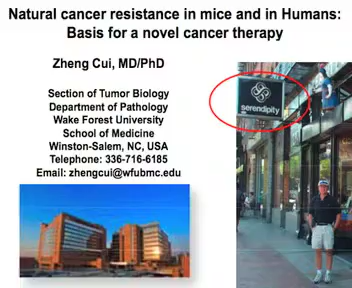 Natural cancer resistance in mice and in Humans:
Basis for a novel cancer therapy
Zheng Cui, MD/PhD
Section of Tumor Biology
Department of Pathology
Wake Forest University
School of Medicine
Winston-Salem, NC, USA
Telephone: 336-716-6185
Email: zhengcui@wfubmc.edu
serendipity